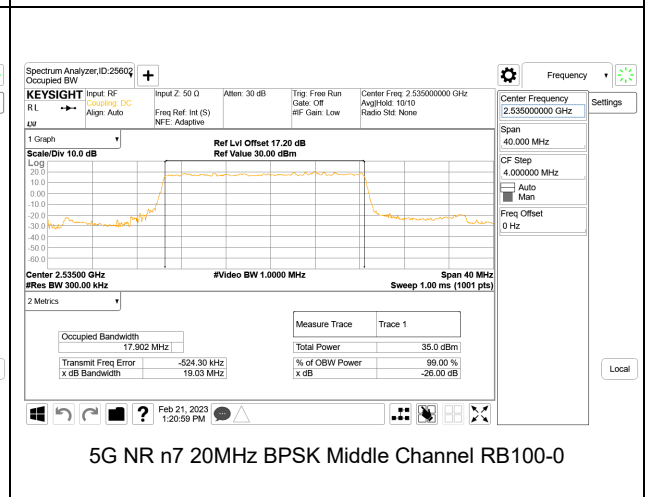 Spectrum Analyzer,ID:25602
Occupied BW
Frequency
KEYSIGHT
R L
Input: RF
Coupling: DC
Align: Auto
Input Z: 50 Ω
Freq Ref: Int (S)
NFE: Adaptive
Atten: 30 dB
Trig: Free Run
Gate: Off
#IF Gain: Low
Center Freq: 2.535000000 GHz
Avg|Hold: 10/10
Radio Std: None
Center Frequency
2.535000000 GHz
Settings
Span
40.000 MHz
CF Step
4.000000 MHz
Auto
Man
Freq Offset
0 Hz
1 Graph
Scale/Div 10.0 dB
Ref Lvl Offset 17.20 dB
Ref Value 30.00 dBm
Log
20.0
10.0
0.00
-10.0
-20.0
-30.0
-40.0
-50.0
-60.0
Center 2.53500 GHz
#Video BW 1.0000 MHz
Span 40 MHz
#Res BW 300.00 kHz
Sweep 1.00 ms (1001 pts)
2 Metrics
Measure Trace
Trace 1
Occupied Bandwidth
17.902 MHz
Total Power
35.0 dBm
Transmit Freq Error
-524.30 kHz
% of OBW Power
99.00 %
x dB Bandwidth
19.03 MHz
x dB
-26.00 dB
Local
Feb 21, 2023
1:20:59 PM
5G NR n7 20MHz BPSK Middle Channel RB100-0